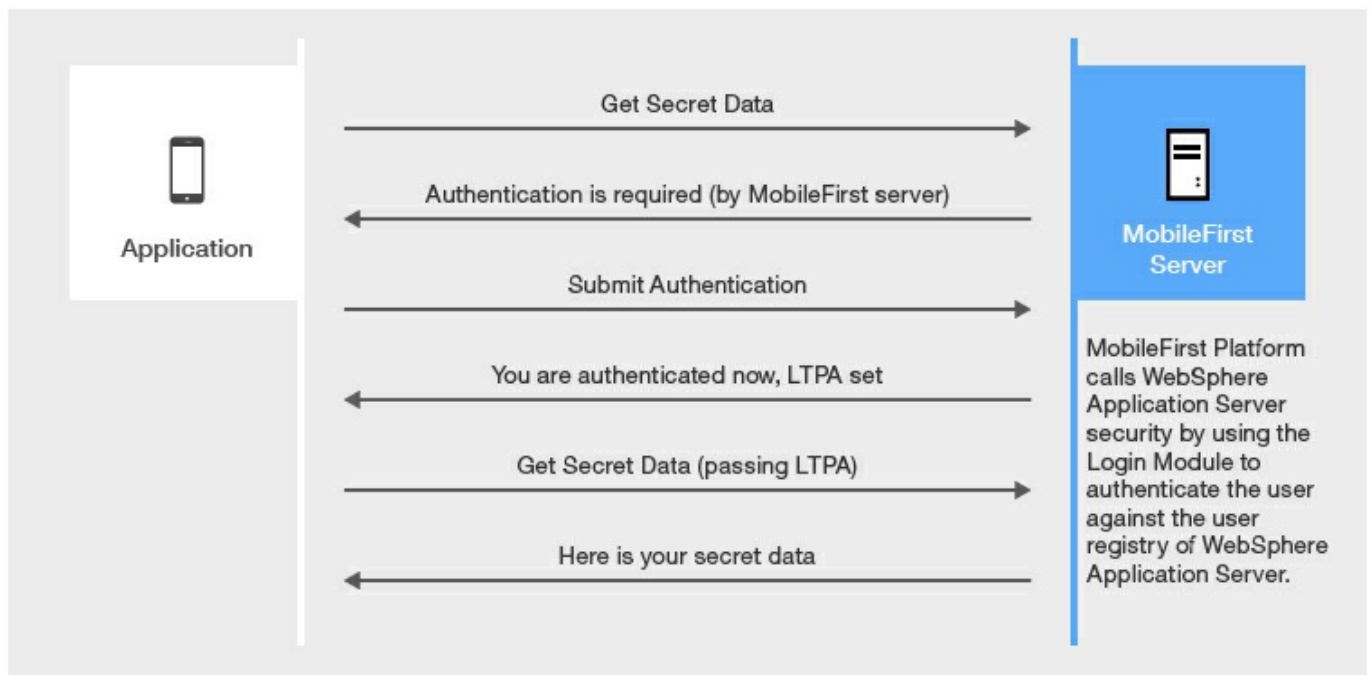 Get Secret Data
Authentication is required (by MobileFirst server)
Application
MobileFirst
Server
Submit Authentication
You are authenticated now, LTPA set
Get Secret Data (passing LTPA)
Here is your secret data
MobileFirst Platform
calls WebSphere
Application Server
security by using the
Login Module to
authenticate the user
against the user
registry of WebSphere
Application Server.